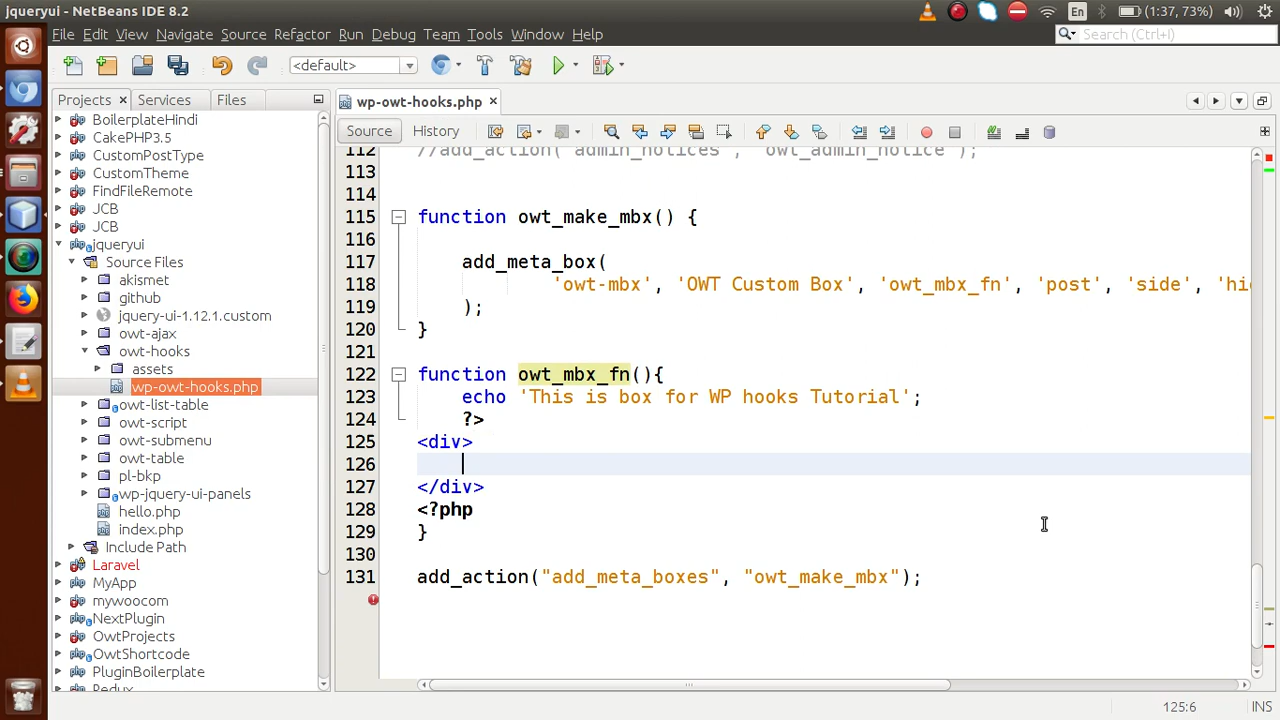 jqueryui - NetBeans IDE 8.2
En
(1:37, 73%)
File Edit View Navigate Source Refactor Run Debug Team Tools Window Help
Search (Ctrl+I)
<default>
Projects
Services
Files
wp-owt-hooks.php
Source
History
BoilerplateHindi
CakePHP3.5
CustomPostType
CustomTheme
FindFileRemote
JCB
JCB
jqueryui
Source Files
akismet
github
jquery-ui-1.12.1.custom
owt-ajax
owt-hooks
assets
wp-owt-hooks.php
owt-list-table
owt-script
owt-submenu
owt-table
pl-bkp
wp-jquery-ui-panels
hello.php
index.php
Include Path
Laravel
MyApp
mywoocom
NextPlugin
OwtProjects
OwtShortcode
PluginBoilerplate
Redux
112 //add_action( admin_notices , owt_admin_notice );
113
114
115 function owt_make_mbx() {
116
117 add_meta_box(
118 'owt-mbx', 'OWT Custom Box', 'owt_mbx_fn', 'post', 'side', 'hi
119 );
120 }
121
122 function owt_mbx_fn(){
123 echo 'This is box for WP hooks Tutorial';
124 ?>
125 <div>
126
127 </div>
128 <?php
129 }
130
131 add_action("add_meta_boxes", "owt_make_mbx");
125:6
INS